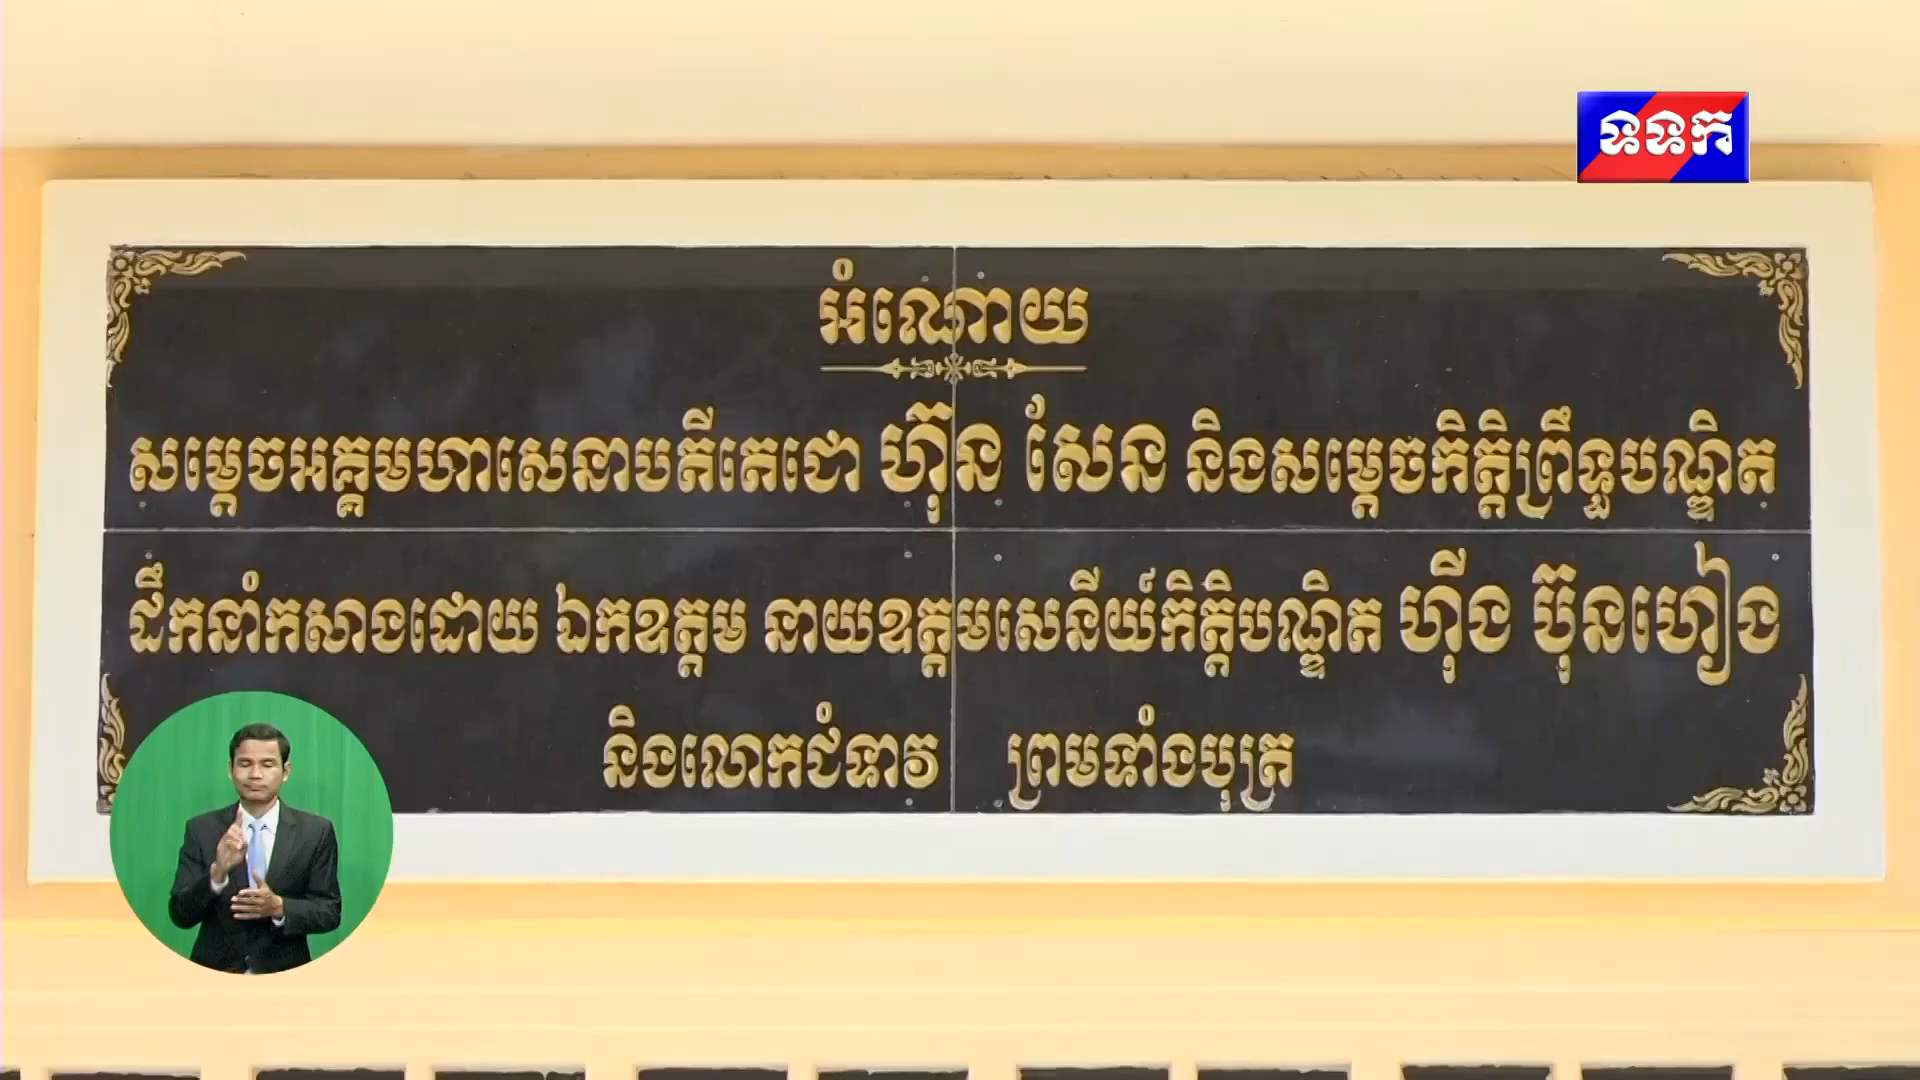 ទទក
អំណោយ
សម្ដេចអគ្គមហាសេនាបតីតេជោ ហ៊ុន សែន និងសម្ដេចកិត្តិព្រឹទ្ធបណ្ឌិត
ដឹកនាំកសាងដោយ ឯកឧត្តម នាយឧត្តមសេនីយ៍កិត្តិបណ្ឌិត ហ៊ីង ប៊ុនហៀង
និងលោកជំទាវ ព្រមទាំងបុត្រ